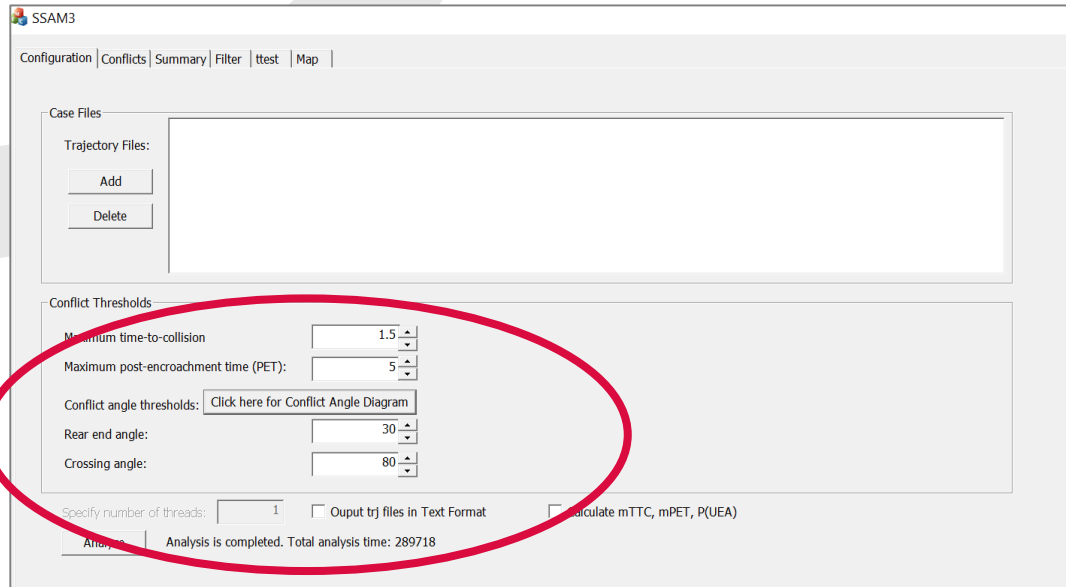 SSAM3
Configuration Conflicts Summary Filter ttest Map
Case Files
Trajectory Files:
Add
Delete
Conflict Thresholds
Maximum time-to-collision 1.5
Maximum post-encroachment time (PET): 5
Conflict angle thresholds: Click here for Conflict Angle Diagram
Rear end angle: 30
Crossing angle: 80
Specify number of threads: 1 Ouput trj files in Text Format Calculate mTTC, mPET, P(UEA)
Analyze Analysis is completed. Total analysis time: 289718